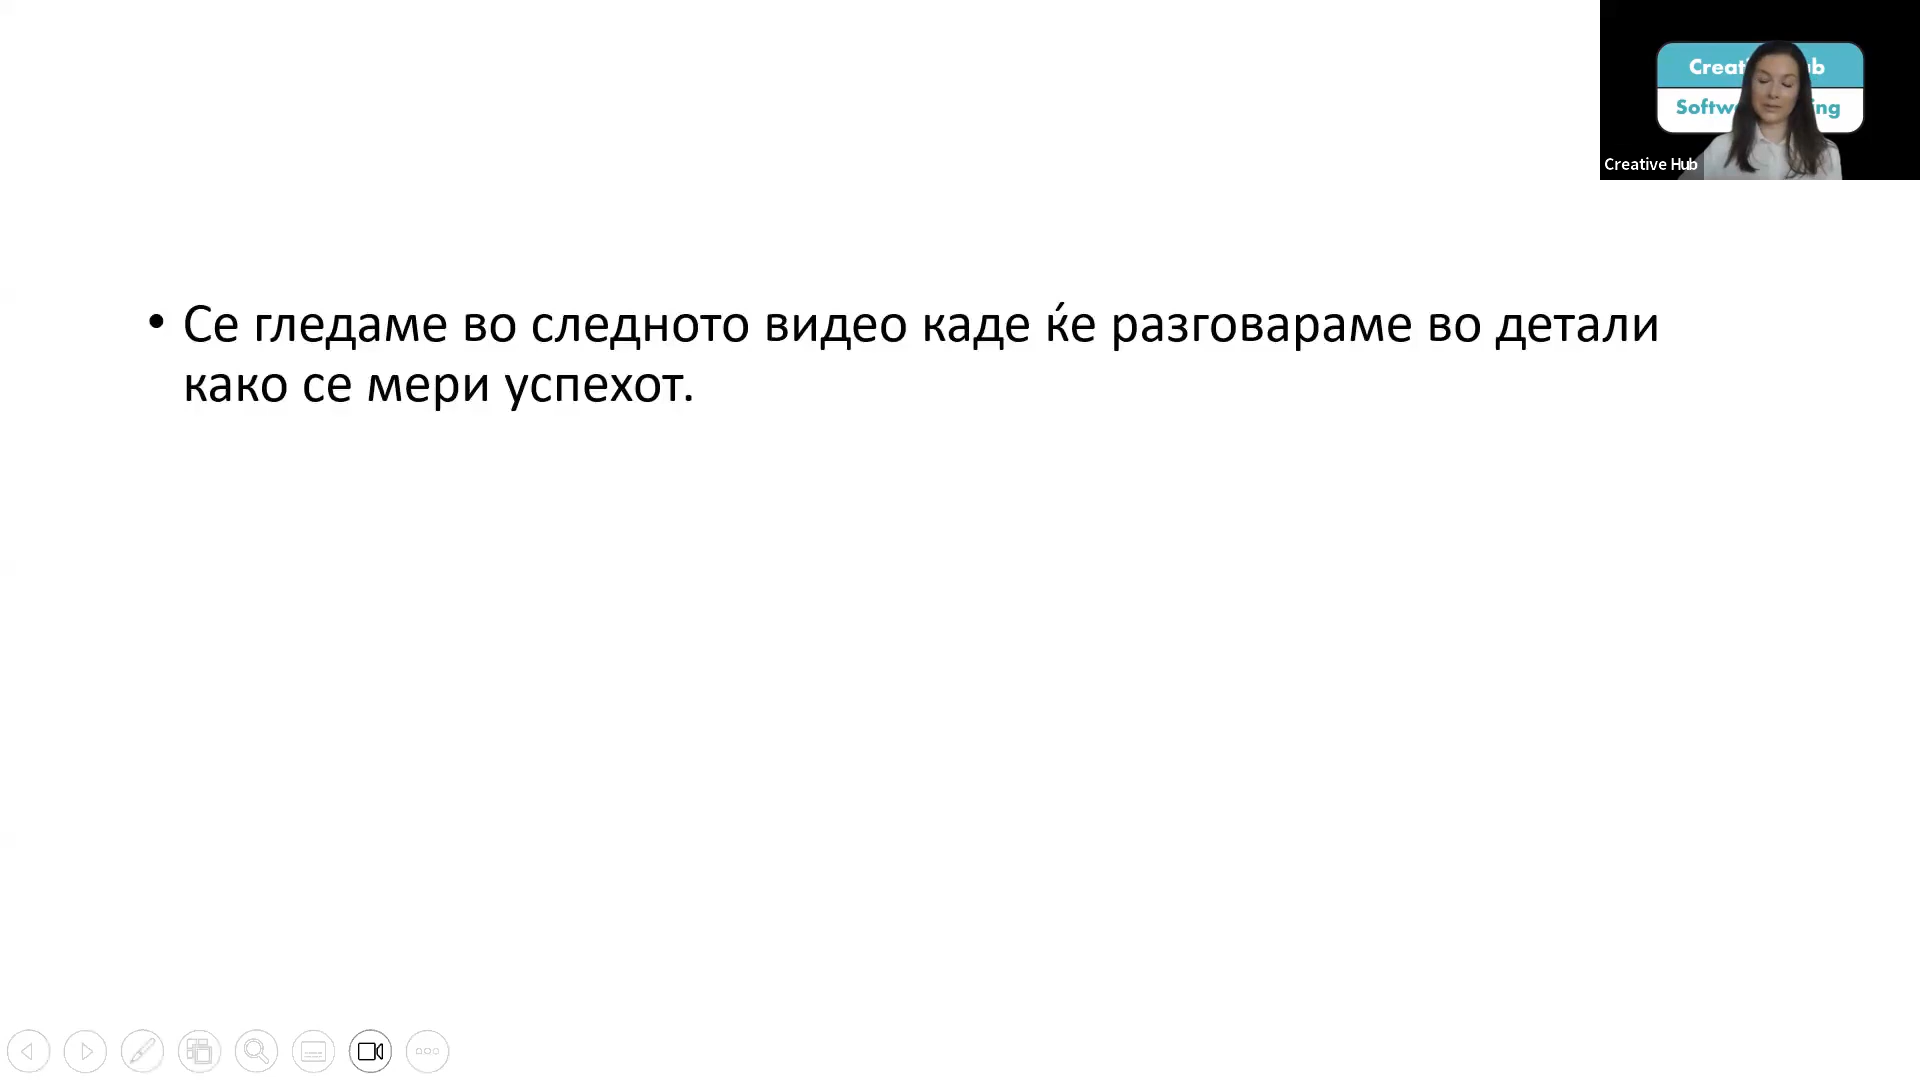 • Се гледаме во следното видео каде ќе разговараме во детали
како се мери успехот.
Creative Hub